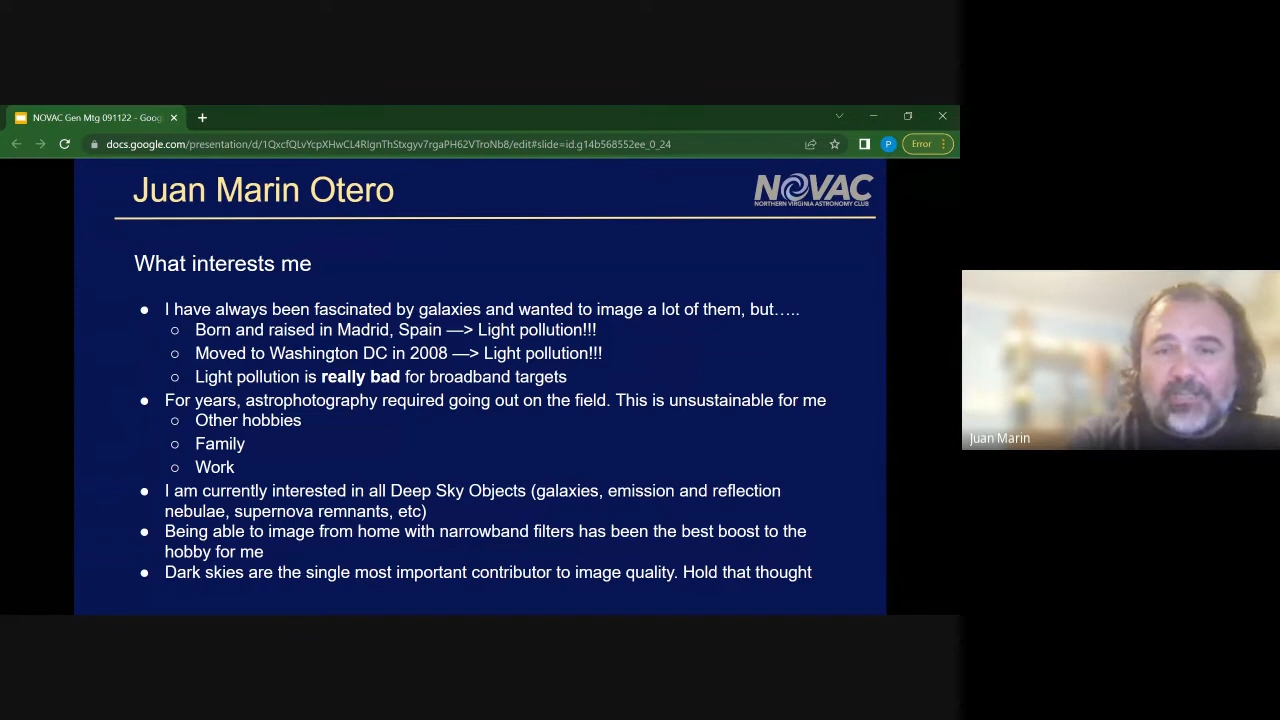 NOVAC Gen Mtg 091122 - Goog
docs.google.com/presentation/d/1QxcfQLvYcpXHwCL4RIgnThStxgyv7rgaPH62VTroNb8/edit#slide=id.g14b568552ee_0_24
P
Error
Juan Marin Otero
NOVAC
NORTHERN VIRGINIA ASTRONOMY CLUB
What interests me
● I have always been fascinated by galaxies and wanted to image a lot of them, but…..
○ Born and raised in Madrid, Spain —> Light pollution!!!
○ Moved to Washington DC in 2008 —> Light pollution!!!
○ Light pollution is really bad for broadband targets
● For years, astrophotography required going out on the field. This is unsustainable for me
○ Other hobbies
○ Family
○ Work
● I am currently interested in all Deep Sky Objects (galaxies, emission and reflection
nebulae, supernova remnants, etc)
● Being able to image from home with narrowband filters has been the best boost to the
hobby for me
● Dark skies are the single most important contributor to image quality. Hold that thought
Juan Marin